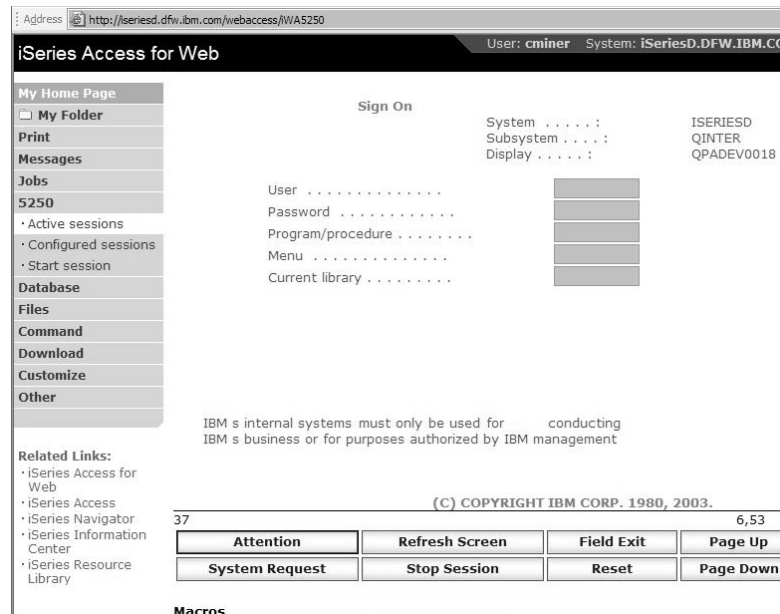 Address http://iseriesd.dfw.ibm.com/webaccess/iWA5250
iSeries Access for Web
User: cminer System: iSeriesD.DFW.IBM.CO
My Home Page
My Folder
Print
Messages
Jobs
5250
· Active sessions
· Configured sessions
· Start session
Database
Files
Command
Download
Customize
Other
Related Links:
· iSeries Access for
Web
· iSeries Access
· iSeries Navigator
· iSeries Information
Center
· iSeries Resource
Library
Sign On
System . . . . . : ISERIESD
Subsystem . . . . : QINTER
Display . . . . . : QPADEV0018
User . . . . . . . . . . . . . .
Password . . . . . . . . . . . .
Program/procedure . . . . . . . .
Menu . . . . . . . . . . . . . .
Current library . . . . . . . . .
IBM s internal systems must only be used for conducting
IBM s business or for purposes authorized by IBM management
(C) COPYRIGHT IBM CORP. 1980, 2003.
37 6,53
Attention Refresh Screen Field Exit Page Up
System Request Stop Session Reset Page Down
Macros